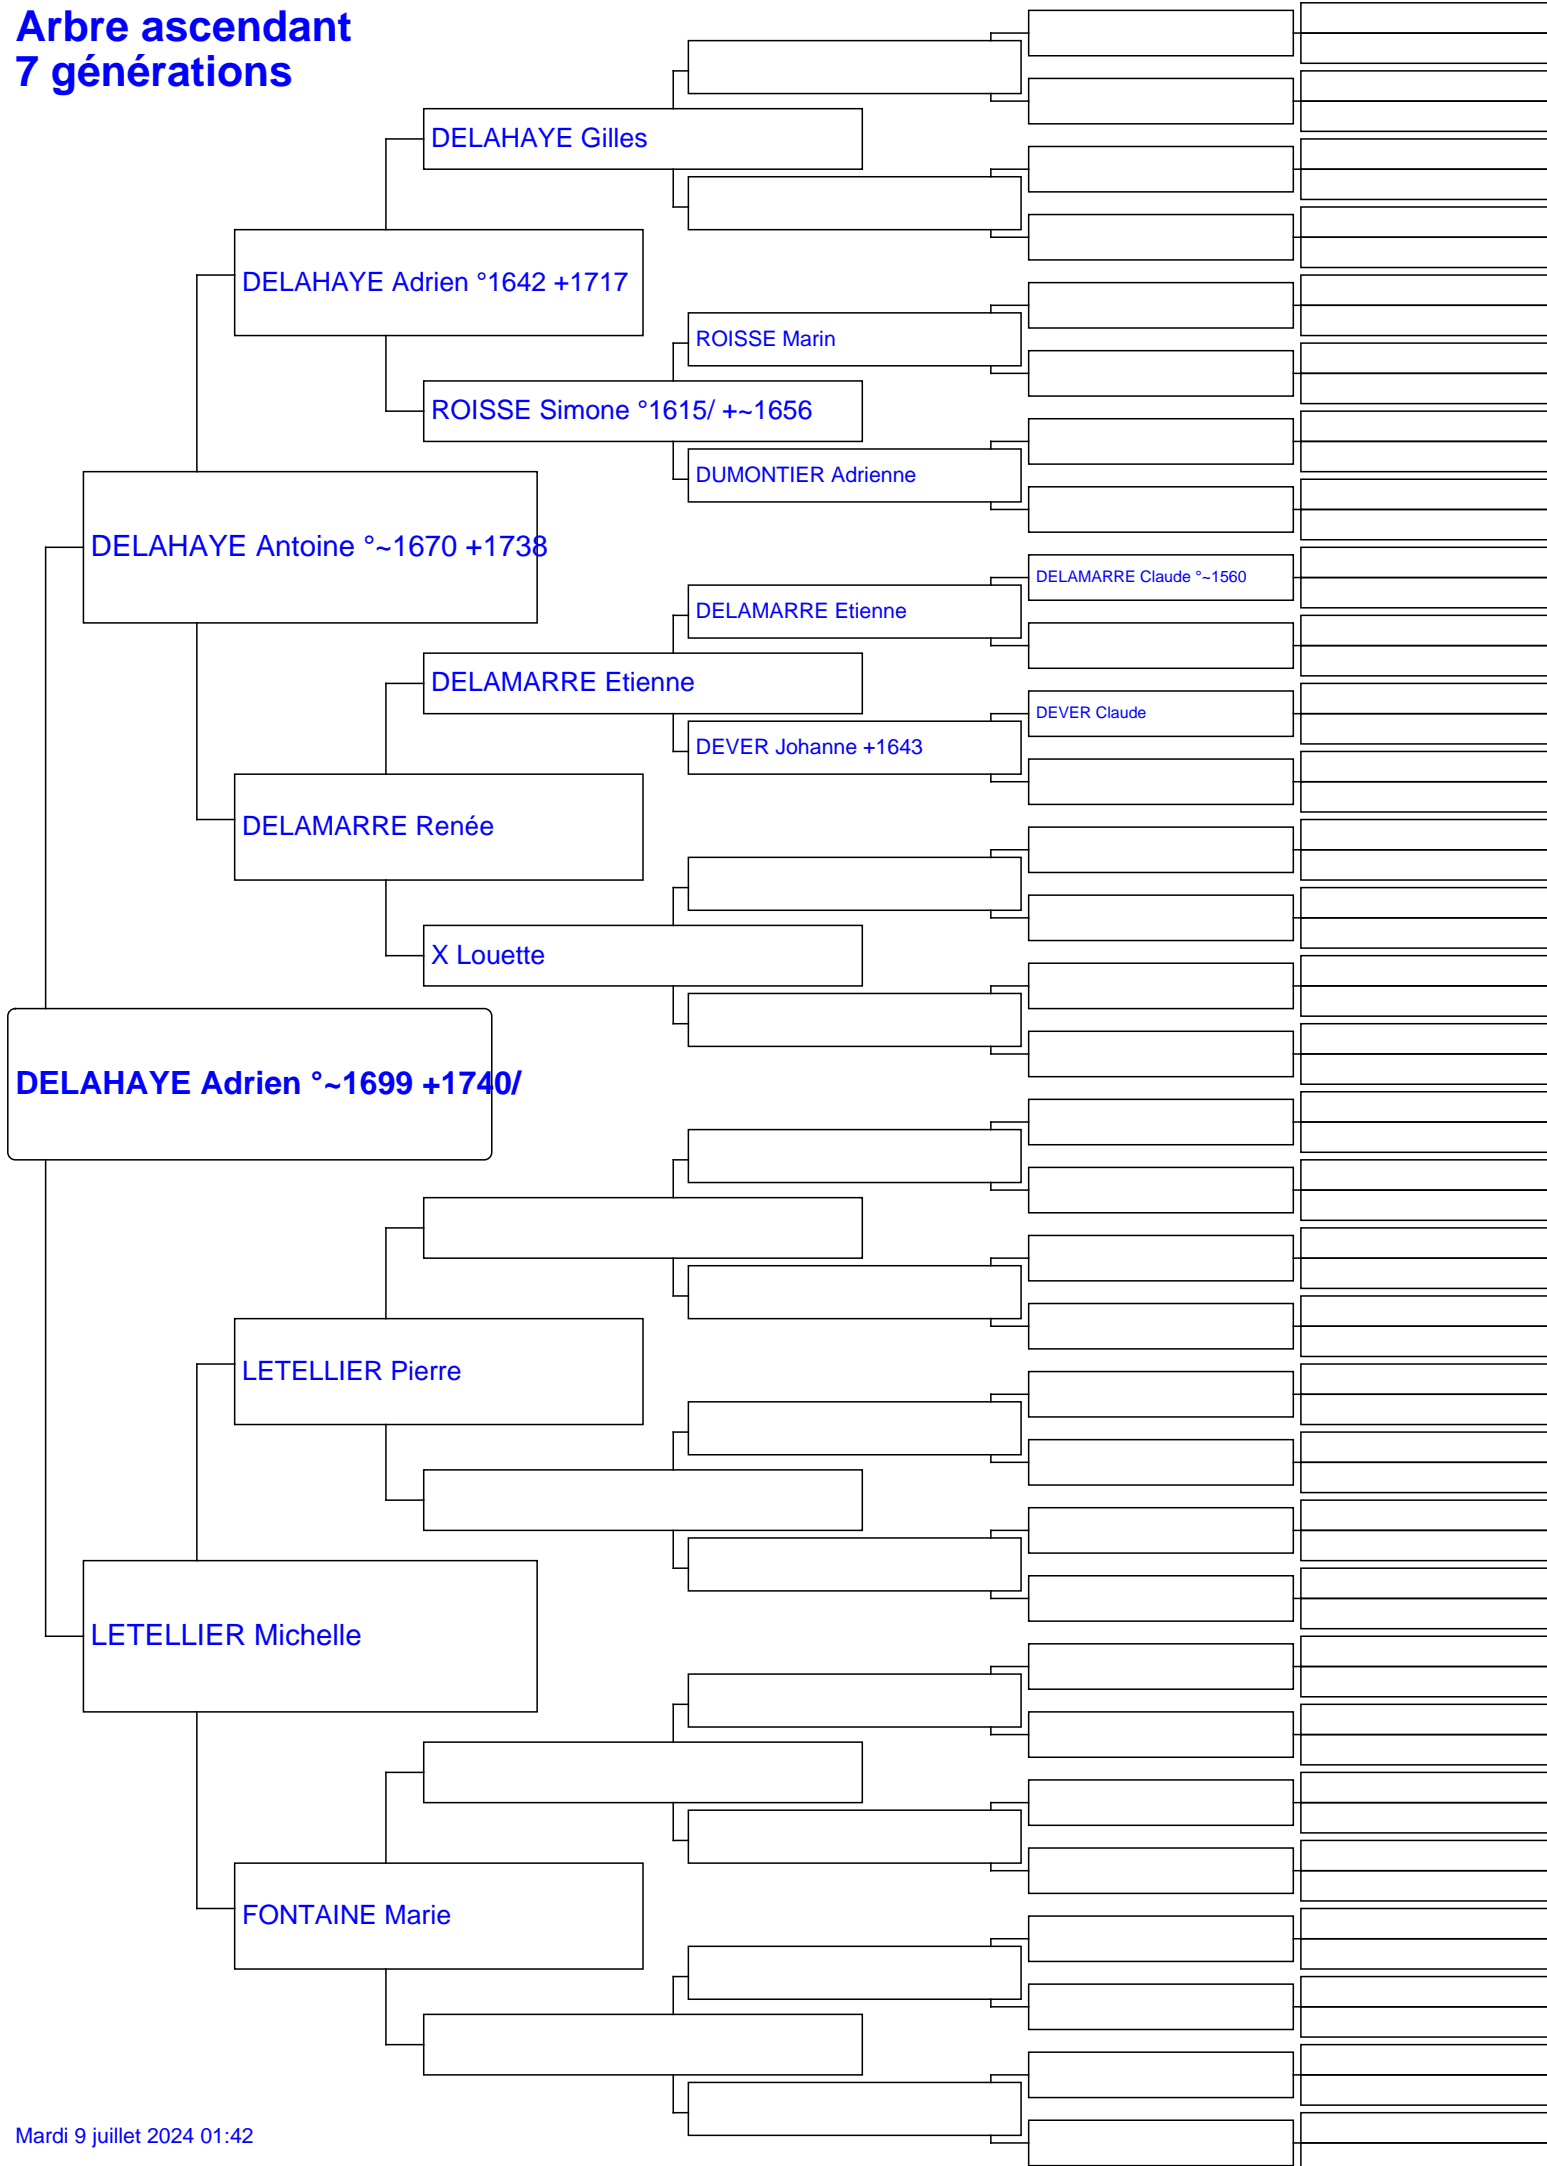 Arbre ascendant
7 générations
DELAHAYE Gilles
DELAHAYE Adrien °1642 +1717
ROISSE Marin
ROISSE Simone °1615/ +~1656
DUMONTIER Adrienne
DELAHAYE Antoine °~1670 +1738
DELAMARRE Claude °~1560
DELAMARRE Etienne
DELAMARRE Etienne
DEVER Claude
DEVER Johanne +1643
DELAMARRE Renée
X Louette
DELAHAYE Adrien °~1699 +1740/
LETELLIER Pierre
LETELLIER Michelle
FONTAINE Marie
Mardi 9 juillet 2024 01:42